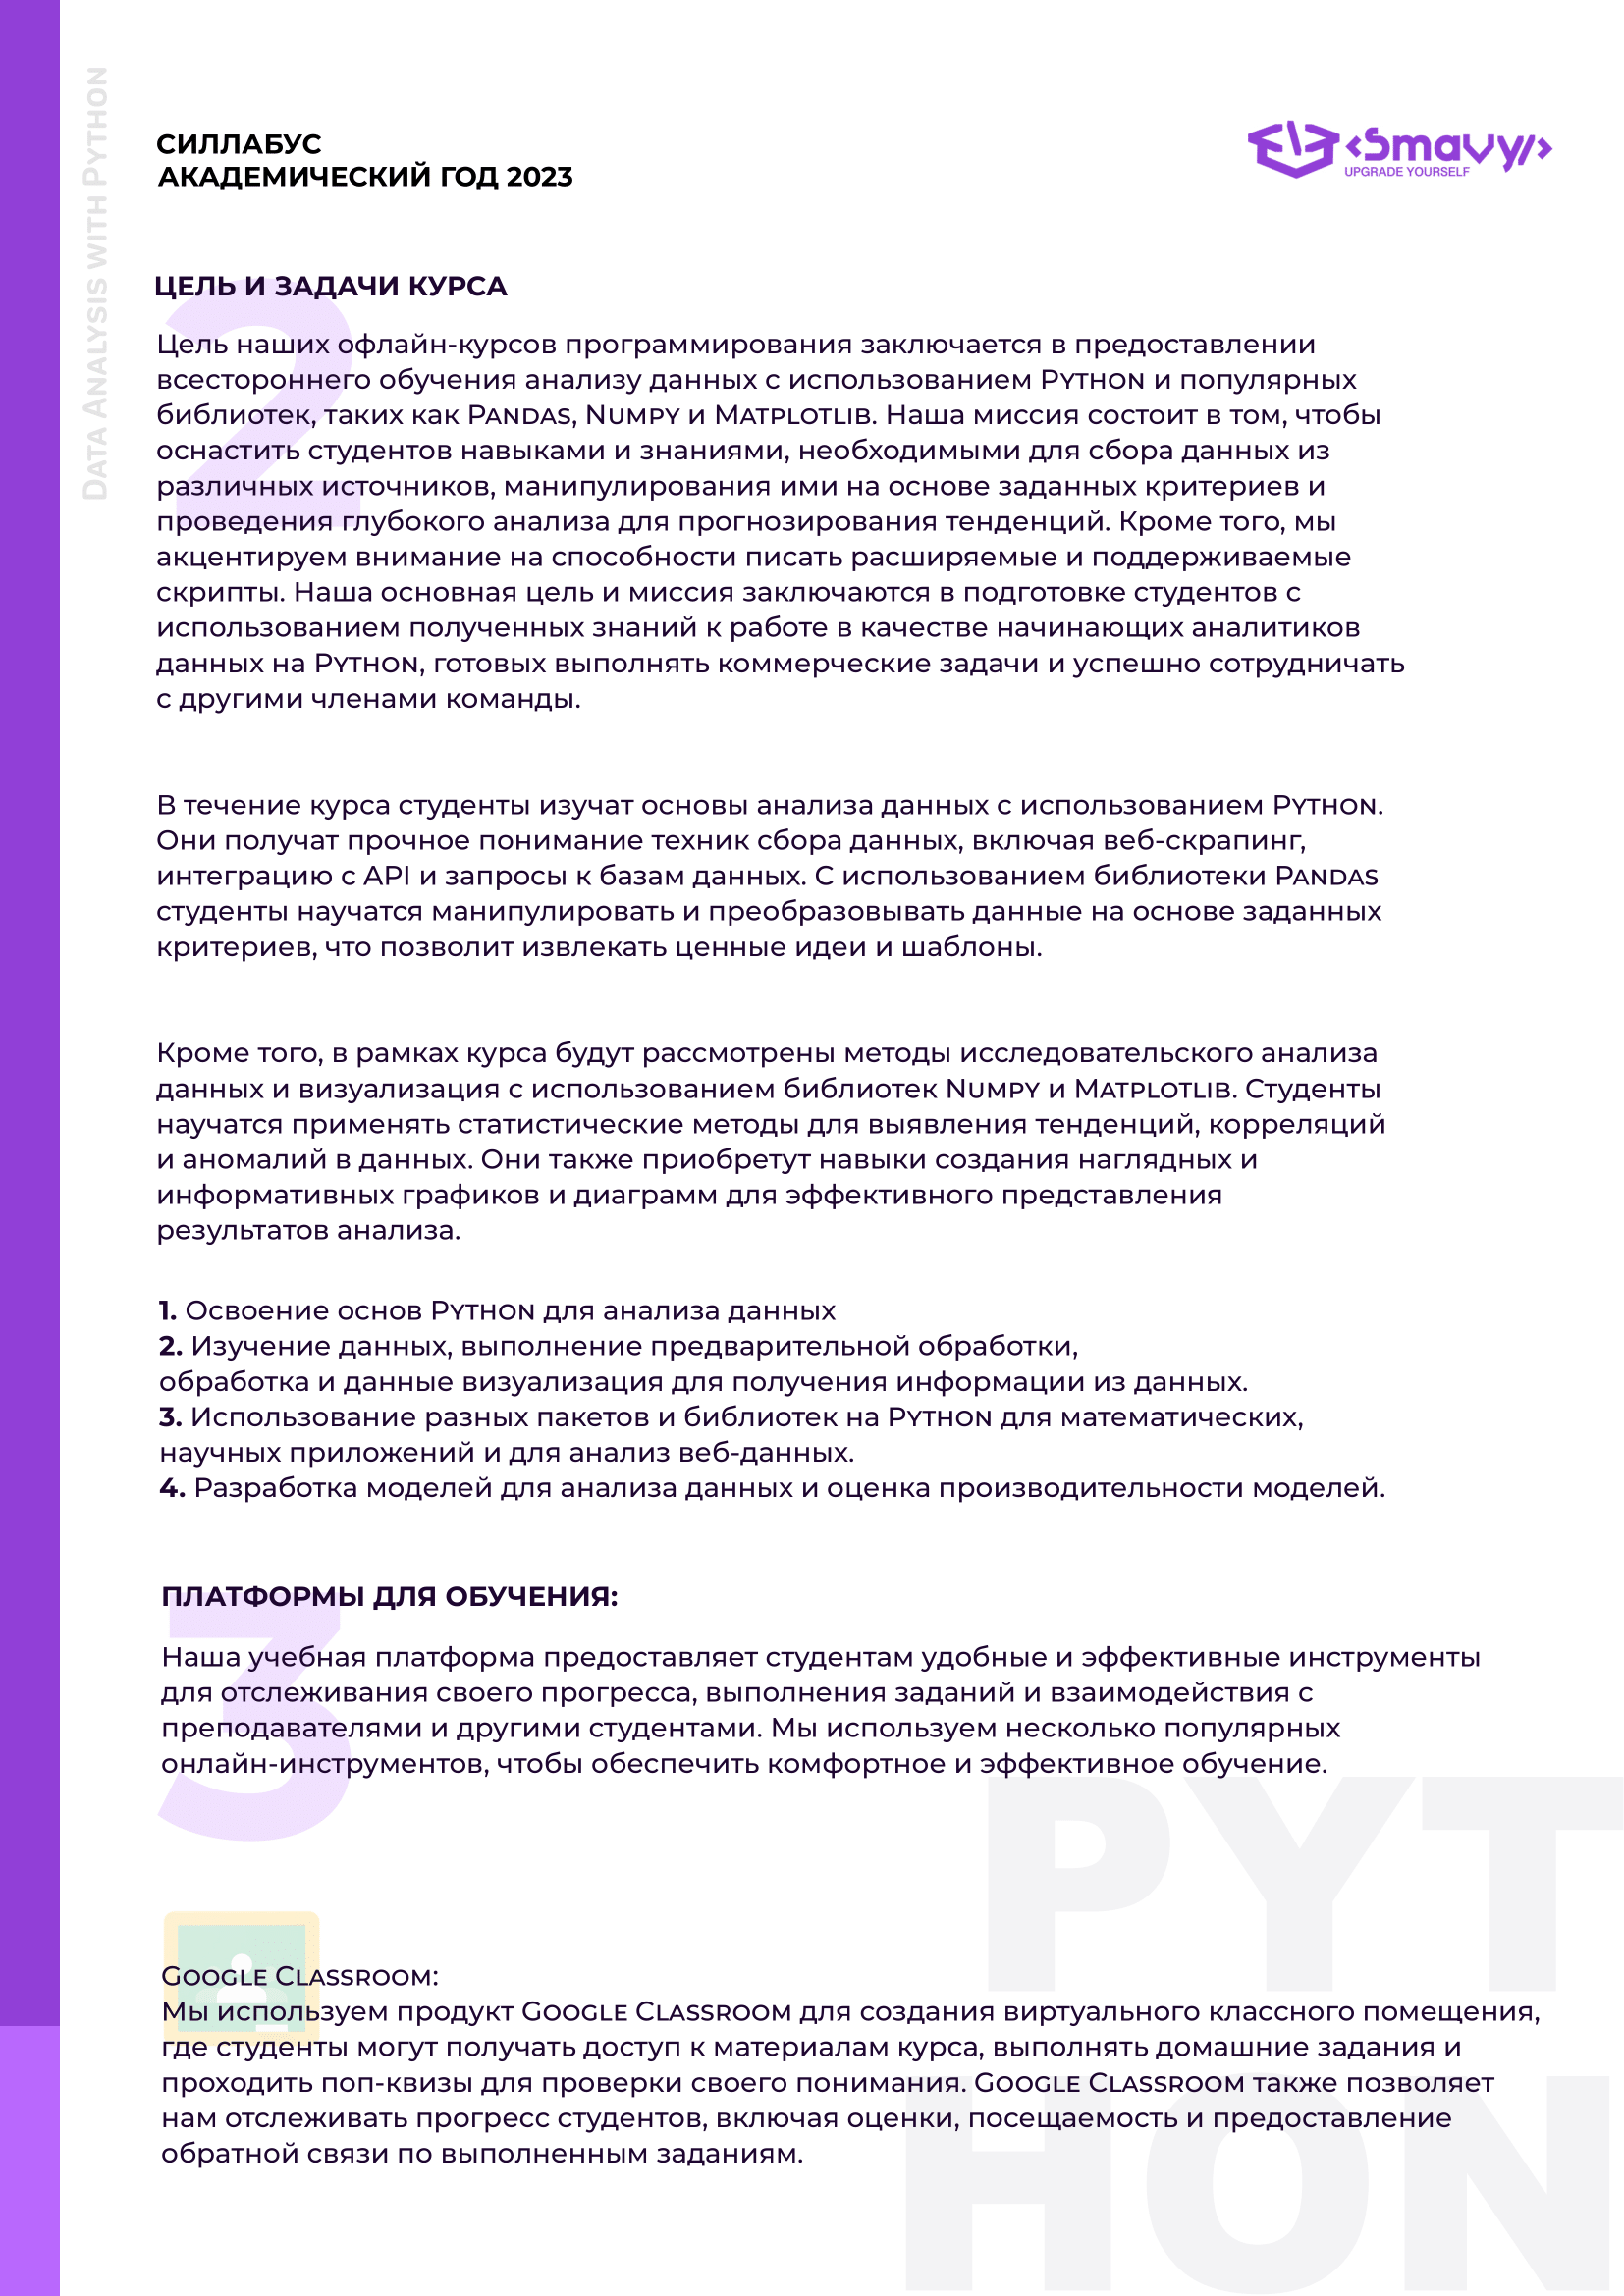 Data Analysis with Python
СИЛЛАБУС
АКАДЕМИЧЕСКИЙ ГОД 2023
<Smavy/>
UPGRADE YOURSELF
2
ЦЕЛЬ И ЗАДАЧИ КУРСА
Цель наших офлайн-курсов программирования заключается в предоставлении
всестороннего обучения анализу данных с использованием Python и популярных
библиотек, таких как Pandas, Numpy и Matplotlib. Наша миссия состоит в том, чтобы
оснастить студентов навыками и знаниями, необходимыми для сбора данных из
различных источников, манипулирования ими на основе заданных критериев и
проведения глубокого анализа для прогнозирования тенденций. Кроме того, мы
акцентируем внимание на способности писать расширяемые и поддерживаемые
скрипты. Наша основная цель и миссия заключаются в подготовке студентов с
использованием полученных знаний к работе в качестве начинающих аналитиков
данных на Python, готовых выполнять коммерческие задачи и успешно сотрудничать
с другими членами команды.
В течение курса студенты изучат основы анализа данных с использованием Python.
Они получат прочное понимание техник сбора данных, включая веб-скрапинг,
интеграцию с API и запросы к базам данных. С использованием библиотеки Pandas
студенты научатся манипулировать и преобразовывать данные на основе заданных
критериев, что позволит извлекать ценные идеи и шаблоны.
Кроме того, в рамках курса будут рассмотрены методы исследовательского анализа
данных и визуализация с использованием библиотек Numpy и Matplotlib. Студенты
научатся применять статистические методы для выявления тенденций, корреляций
и аномалий в данных. Они также приобретут навыки создания наглядных и
информативных графиков и диаграмм для эффективного представления
результатов анализа.
1. Освоение основ Python для анализа данных
2. Изучение данных, выполнение предварительной обработки,
обработка и данные визуализация для получения информации из данных.
3. Использование разных пакетов и библиотек на Python для математических,
научных приложений и для анализ веб-данных.
4. Разработка моделей для анализа данных и оценка производительности моделей.
3
ПЛАТФОРМЫ ДЛЯ ОБУЧЕНИЯ:
Наша учебная платформа предоставляет студентам удобные и эффективные инструменты
для отслеживания своего прогресса, выполнения заданий и взаимодействия с
преподавателями и другими студентами. Мы используем несколько популярных
онлайн-инструментов, чтобы обеспечить комфортное и эффективное обучение.
Google Classroom:
Мы используем продукт Google Classroom для создания виртуального классного помещения,
где студенты могут получать доступ к материалам курса, выполнять домашние задания и
проходить поп-квизы для проверки своего понимания. Google Classroom также позволяет
нам отслеживать прогресс студентов, включая оценки, посещаемость и предоставление
обратной связи по выполненным заданиям.
PYT
HON